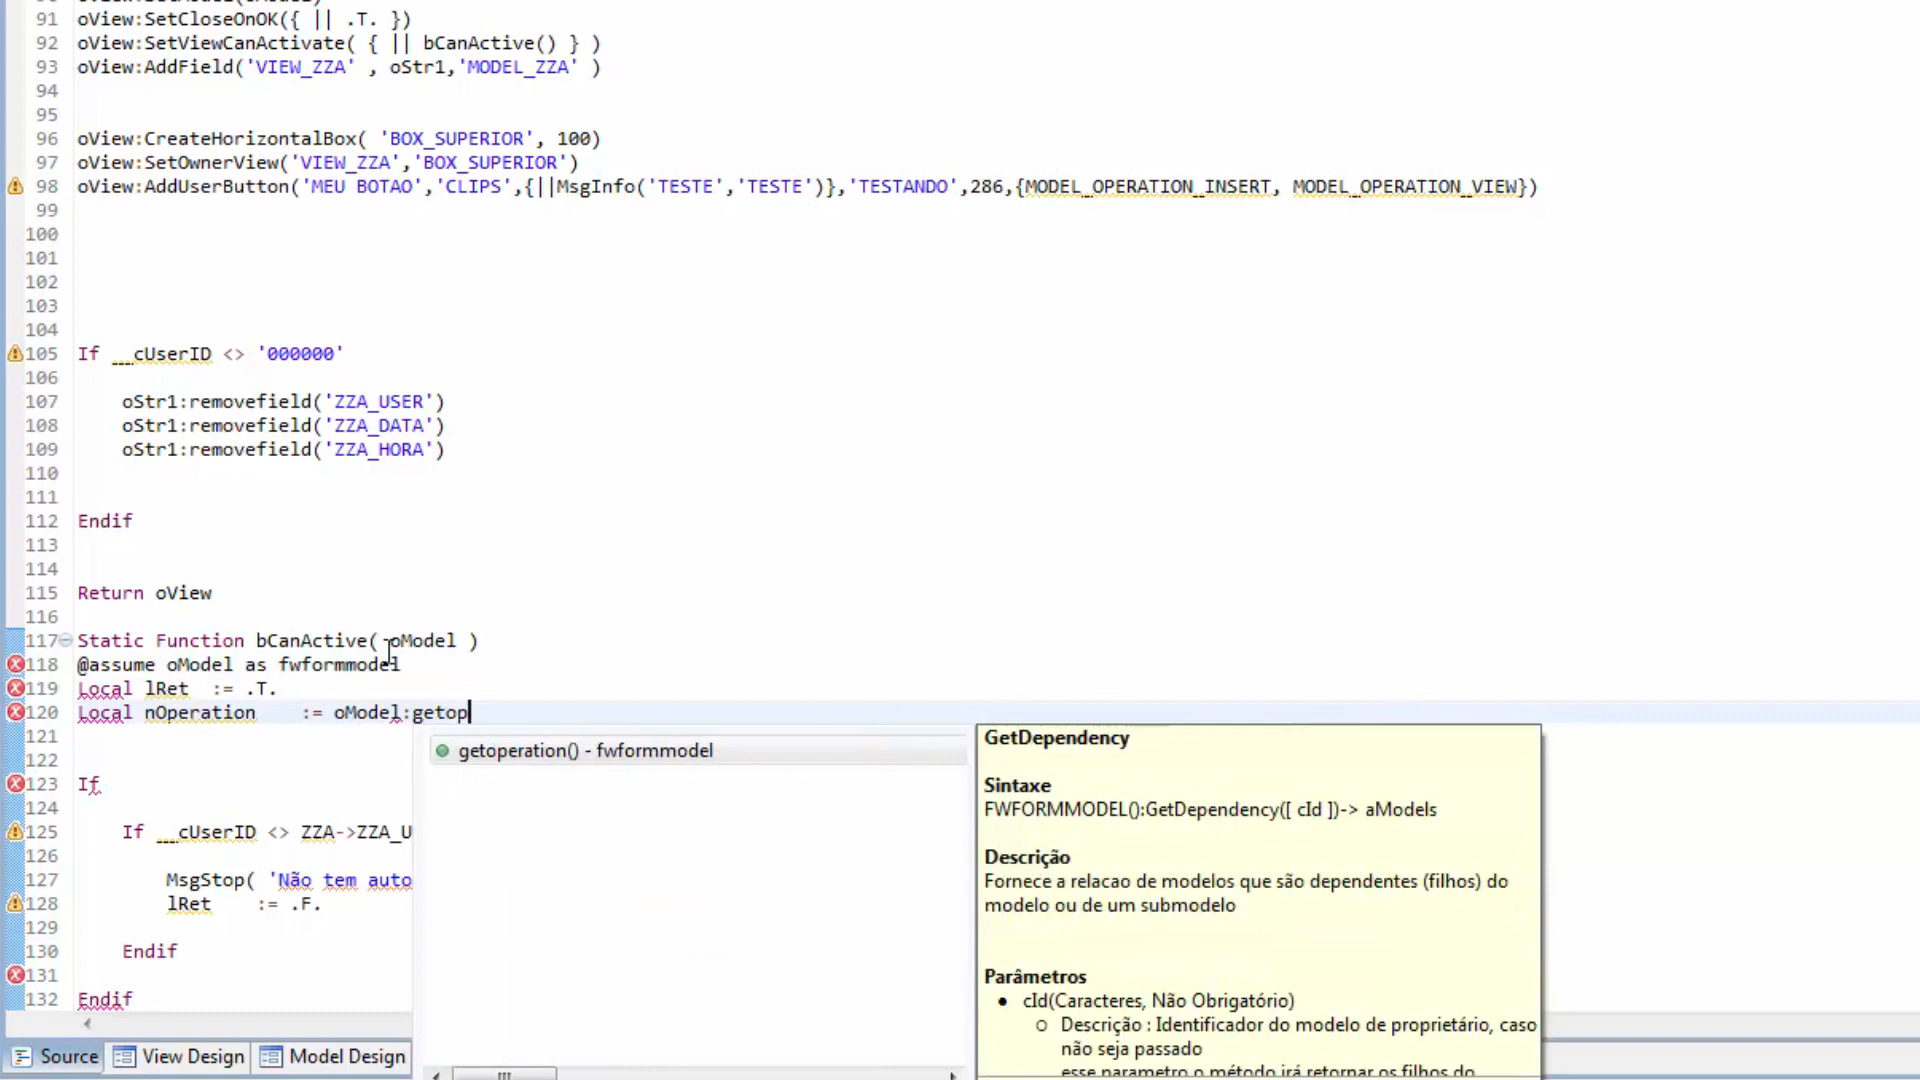 91 oView:SetCloseOnOK({ || .T. })
92 oView:SetViewCanActivate( { || bCanActive() } )
93 oView:AddField('VIEW_ZZA' , oStr1,'MODEL_ZZA' )
94
95
96 oView:CreateHorizontalBox( 'BOX_SUPERIOR', 100)
97 oView:SetOwnerView('VIEW_ZZA','BOX_SUPERIOR')
98 oView:AddUserButton('MEU BOTAO','CLIPS',{||MsgInfo('TESTE','TESTE')},'TESTANDO',286,{MODEL_OPERATION_INSERT, MODEL_OPERATION_VIEW})
99
100
101
102
103
104
105 If __cUserID <> '000000'
106
107 oStr1:removefield('ZZA_USER')
108 oStr1:removefield('ZZA_DATA')
109 oStr1:removefield('ZZA_HORA')
110
111
112 Endif
113
114
115 Return oView
116
117 Static Function bCanActive( oModel )
118 @assume oModel as fwformmodel
119 Local lRet := .T.
120 Local nOperation := oModel:getop
121
122
123 If
124
125 If __cUserID <> ZZA->ZZA_U
126
127 MsgStop( 'Não tem auto
128 lRet := .F.
129
130 Endif
131
132 Endif
getoperation() - fwformmodel
GetDependency
Sintaxe
FWFORMMODEL():GetDependency([ cId ])-> aModels
Descrição
Fornece a relacao de modelos que são dependentes (filhos) do
modelo ou de um submodelo
Parâmetros
• cId(Caracteres, Não Obrigatório)
○ Descrição : Identificador do modelo de proprietário, caso
não seja passado
esse parametro o método irá retornar os filhos do
Source View Design Model Design